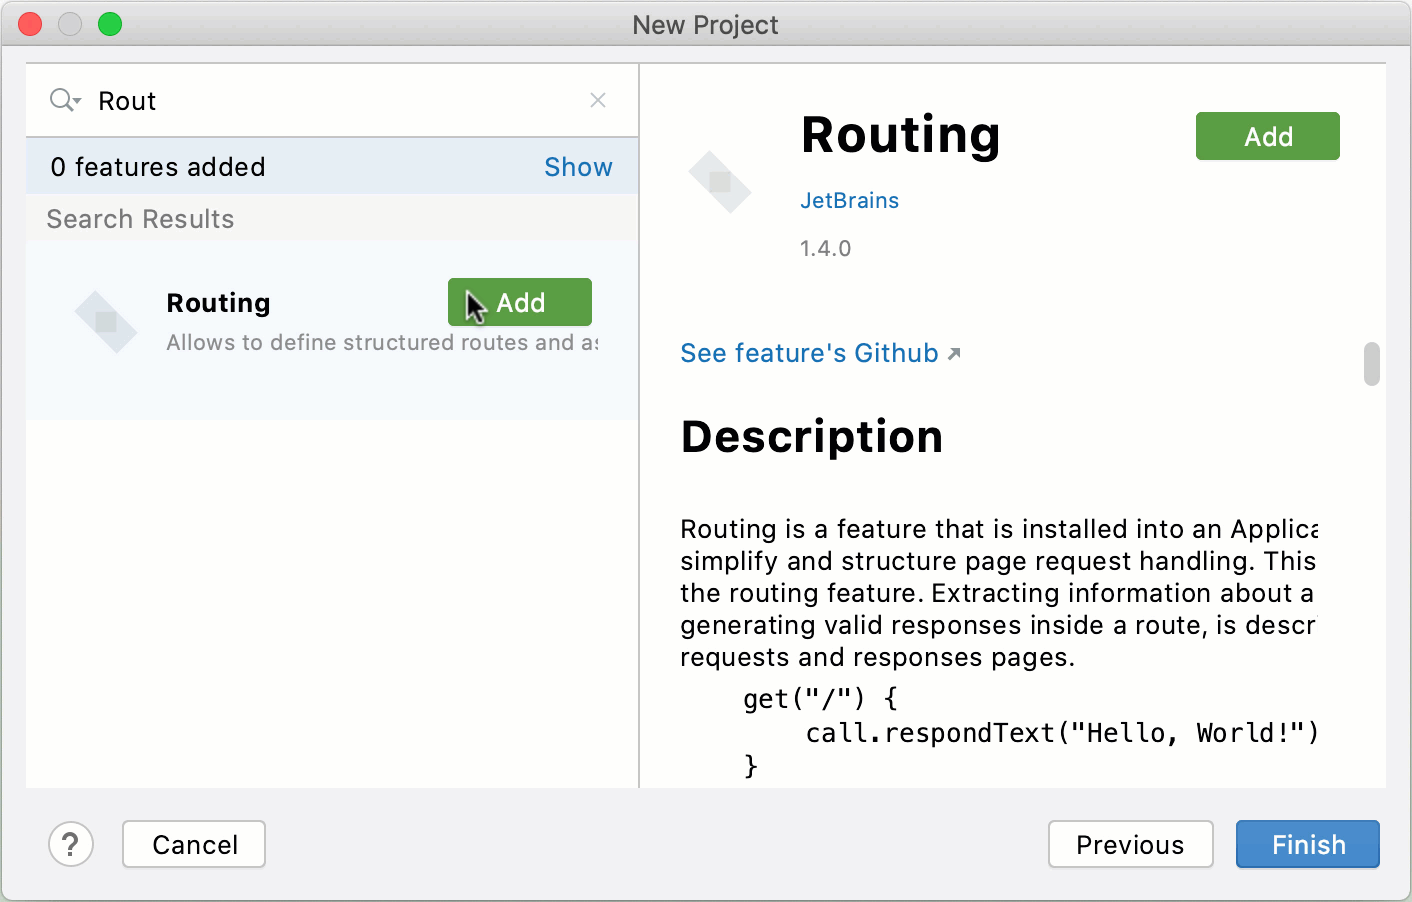 New Project
Rout
0 features added Show
Search Results
Routing Add
Allows to define structured routes and
Routing Add
JetBrains
1.4.0
See feature's Github
Description
Routing is a feature that is installed into an
simplify and structure page request handling. This
the routing feature. Extracting information about a
generating valid responses inside a route, is
requests and responses pages.
get("/") {
call.respondText("Hello, World!")
}
? Cancel Previous Finish